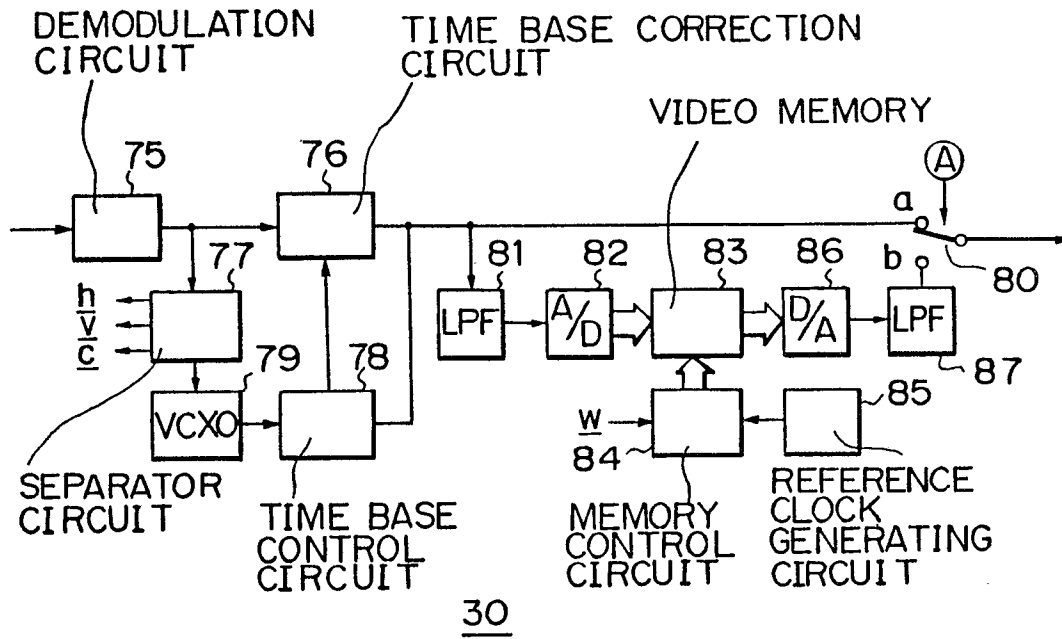 DEMODULATION
CIRCUIT
TIME BASE CORRECTION
CIRCUIT
VIDEO MEMORY
75
76
A
a
77
81
82
83
86
b
80
h
v
c
LPF
A/D
D/A
LPF
79
78
87
VCXO
w
84
85
SEPARATOR
CIRCUIT
TIME BASE
CONTROL
CIRCUIT
MEMORY
CONTROL
CIRCUIT
REFERENCE
CLOCK
GENERATING
CIRCUIT
30